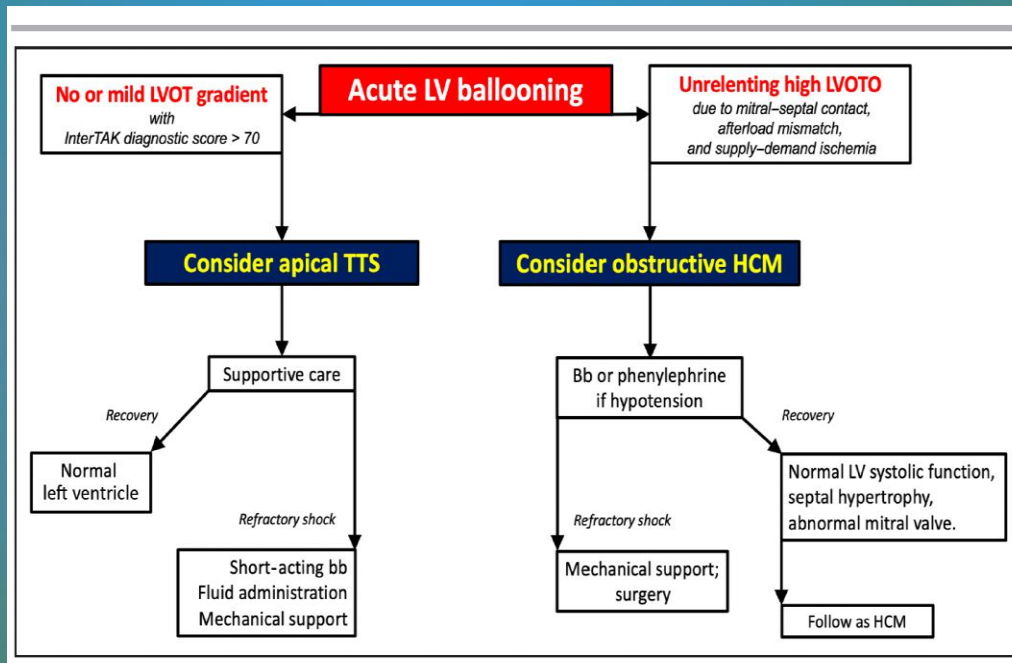 Acute LV ballooning
No or mild LVOT gradient
with
InterTAK diagnostic score > 70
Unrelenting high LVOTO
due to mitral–septal contact,
afterload mismatch,
and supply–demand ischemia
Consider apical TTS
Consider obstructive HCM
Supportive care
Bb or phenylephrine
if hypotension
Recovery
Recovery
Normal
left ventricle
Normal LV systolic function,
septal hypertrophy,
abnormal mitral valve.
Refractory shock
Refractory shock
Short-acting bb
Fluid administration
Mechanical support
Mechanical support;
surgery
Follow as HCM